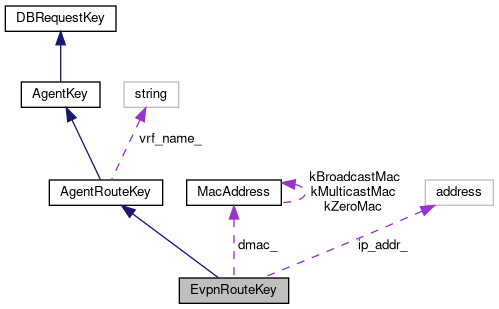 DBRequestKey
AgentKey
string
vrf_name_
kBroadcastMac
kMulticastMac
kZeroMac
AgentRouteKey
MacAddress
address
dmac_
ip_addr_
EvpnRouteKey